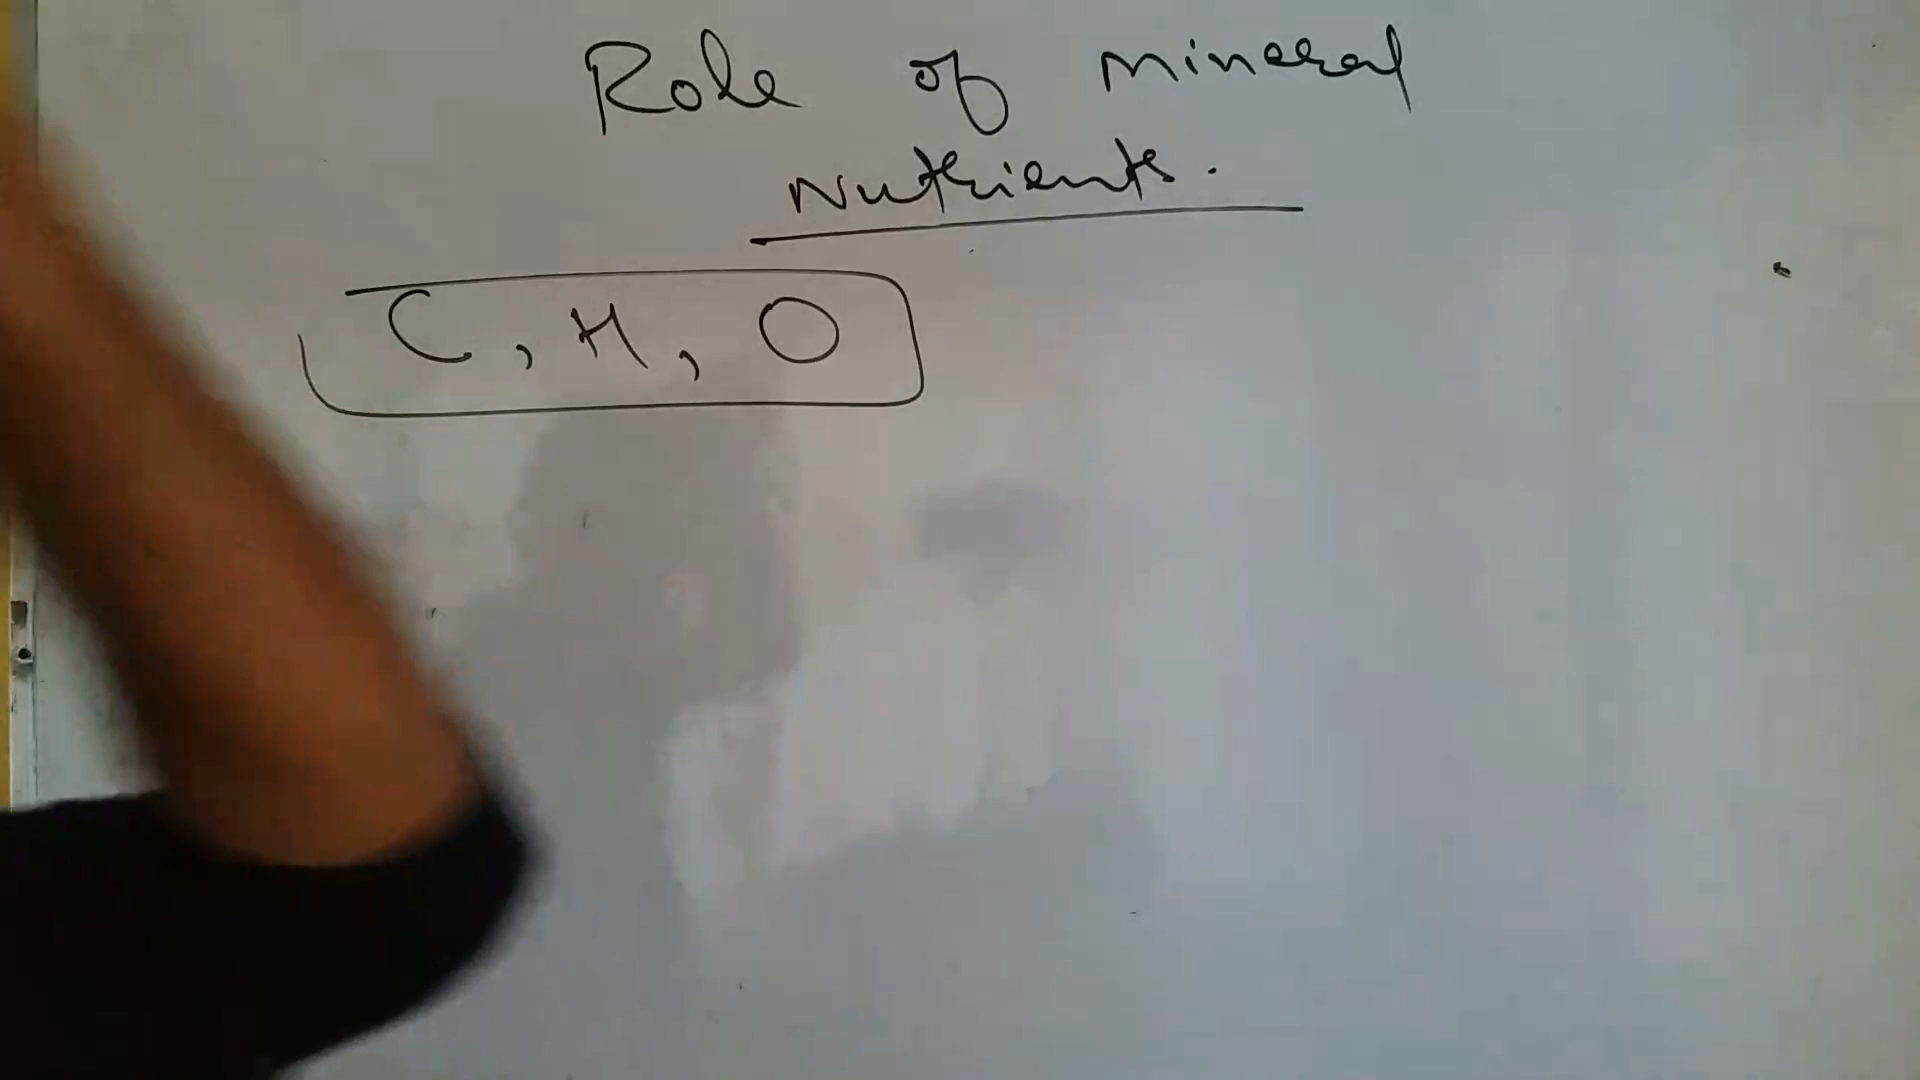 Role of mineral
Nutrients.
C, H, O